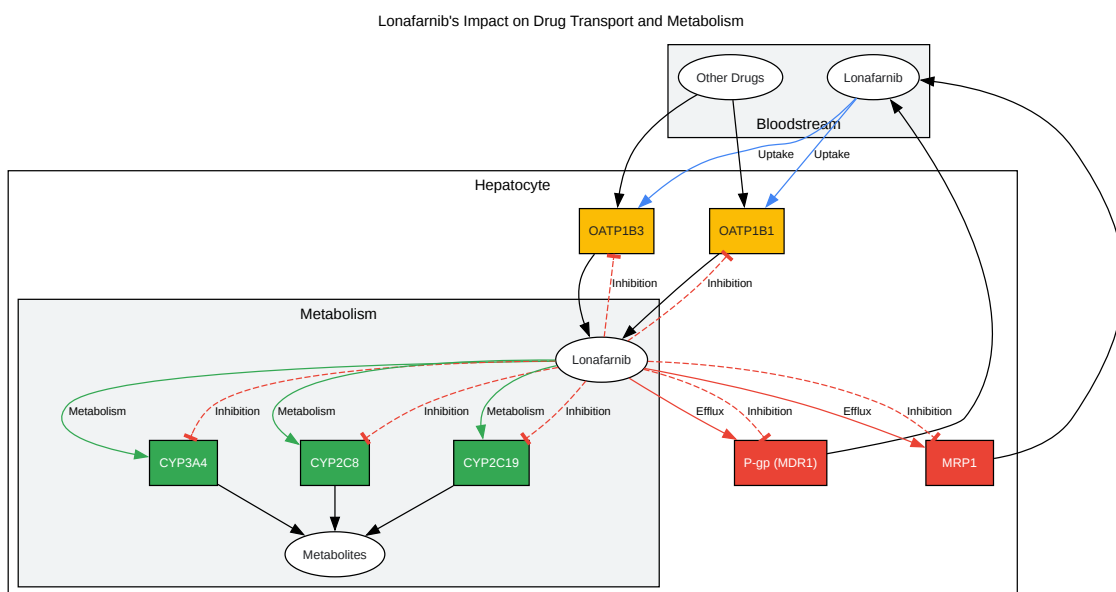 Lonafarnib's Impact on Drug Transport and Metabolism
Other Drugs
Lonafarnib
Bloodstream
Uptake
Uptake
Hepatocyte
OATP1B3
OATP1B1
Inhibition
Inhibition
Metabolism
Lonafarnib
Metabolism
Inhibition
Metabolism
Inhibition
Metabolism
Inhibition
Efflux
Inhibition
Efflux
Inhibition
CYP3A4
CYP2C8
CYP2C19
P-gp (MDR1)
MRP1
Metabolites